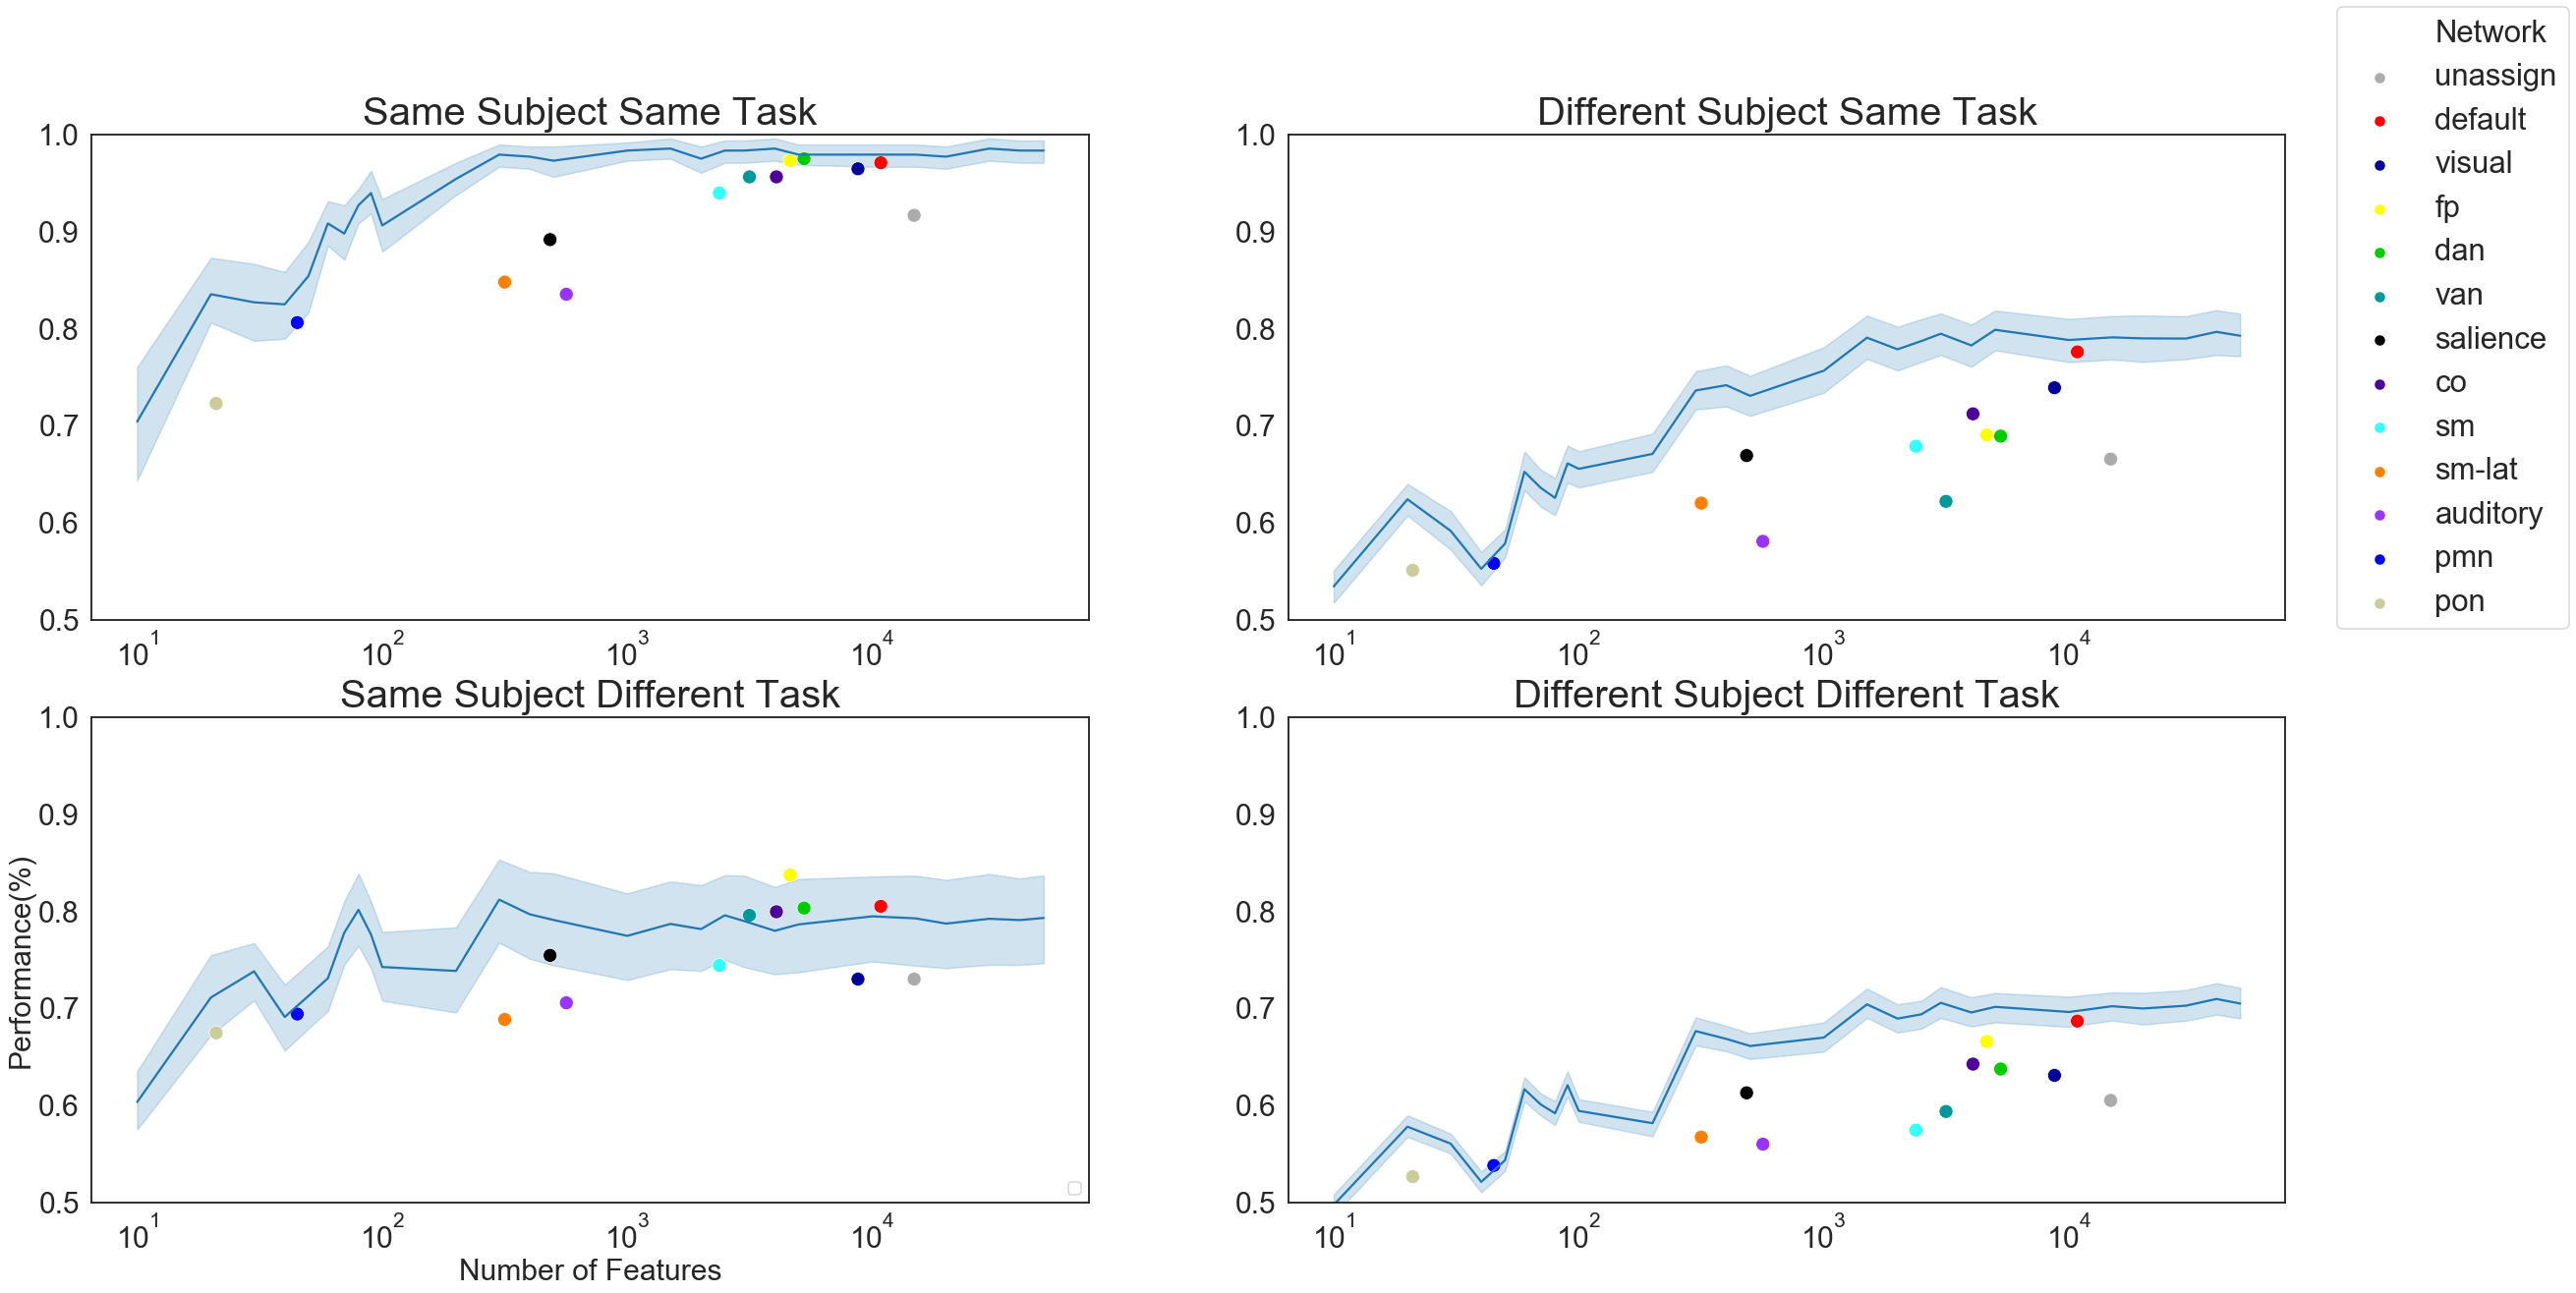 Same Subject Same Task
1.0
0.9
0.8
0.7
0.6
0.5
10^1 10^2 10^3 10^4
Different Subject Same Task
1.0
0.9
0.8
0.7
0.6
0.5
10^1 10^2 10^3 10^4
Network
unassign
default
visual
fp
dan
van
salience
co
sm
sm-lat
auditory
pmn
pon
Same Subject Different Task
Performance(%)
1.0
0.9
0.8
0.7
0.6
0.5
10^1 10^2 10^3 10^4
Number of Features
Different Subject Different Task
1.0
0.9
0.8
0.7
0.6
0.5
10^1 10^2 10^3 10^4